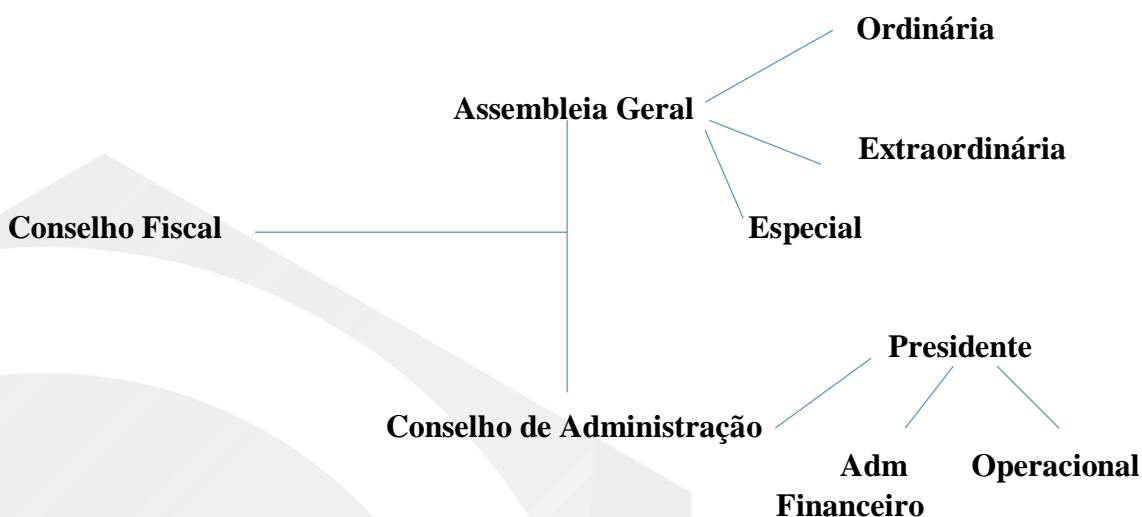 Ordinária
Assembleia Geral
Extraordinária
Conselho Fiscal
Especial
Presidente
Conselho de Administração
Adm
Financeiro
Operacional